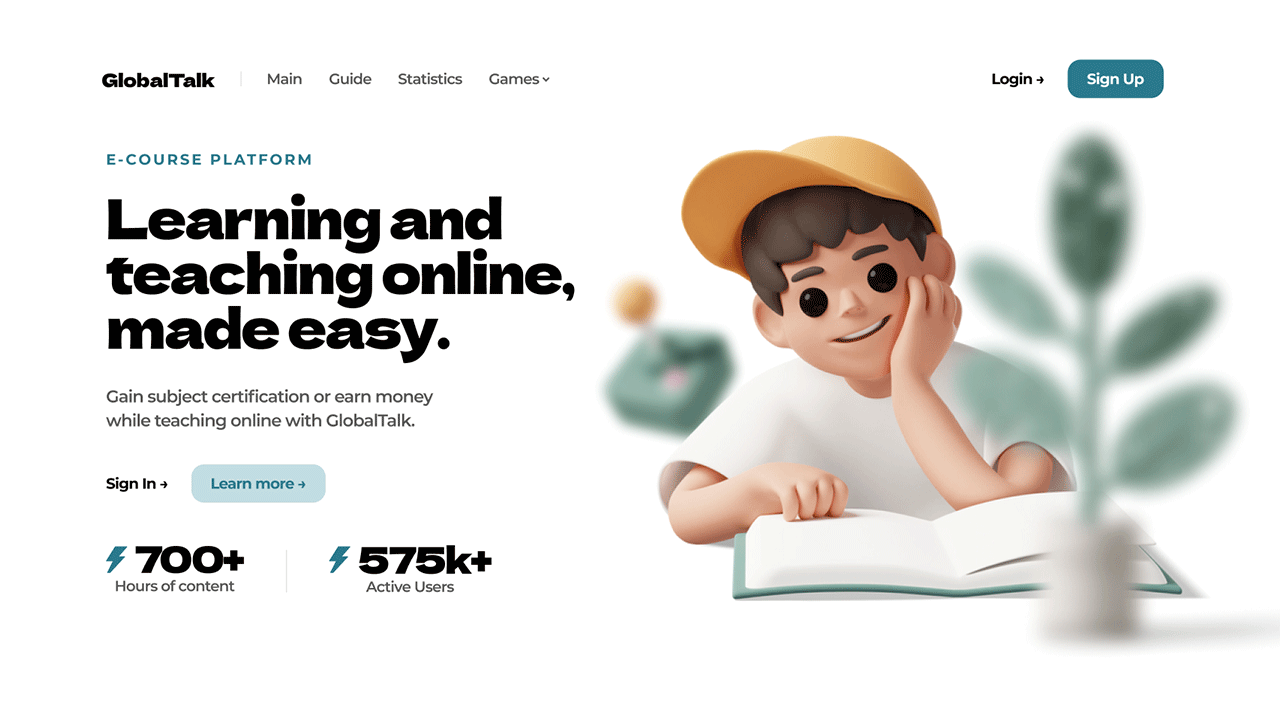 GlobalTalk
Main
Guide
Statistics
Games
Login →
Sign Up
E-COURSE PLATFORM
Learning and
teaching online,
made easy.
Gain subject certification or earn money
while teaching online with GlobalTalk.
Sign In →
Learn more →
700+
Hours of content
575k+
Active Users